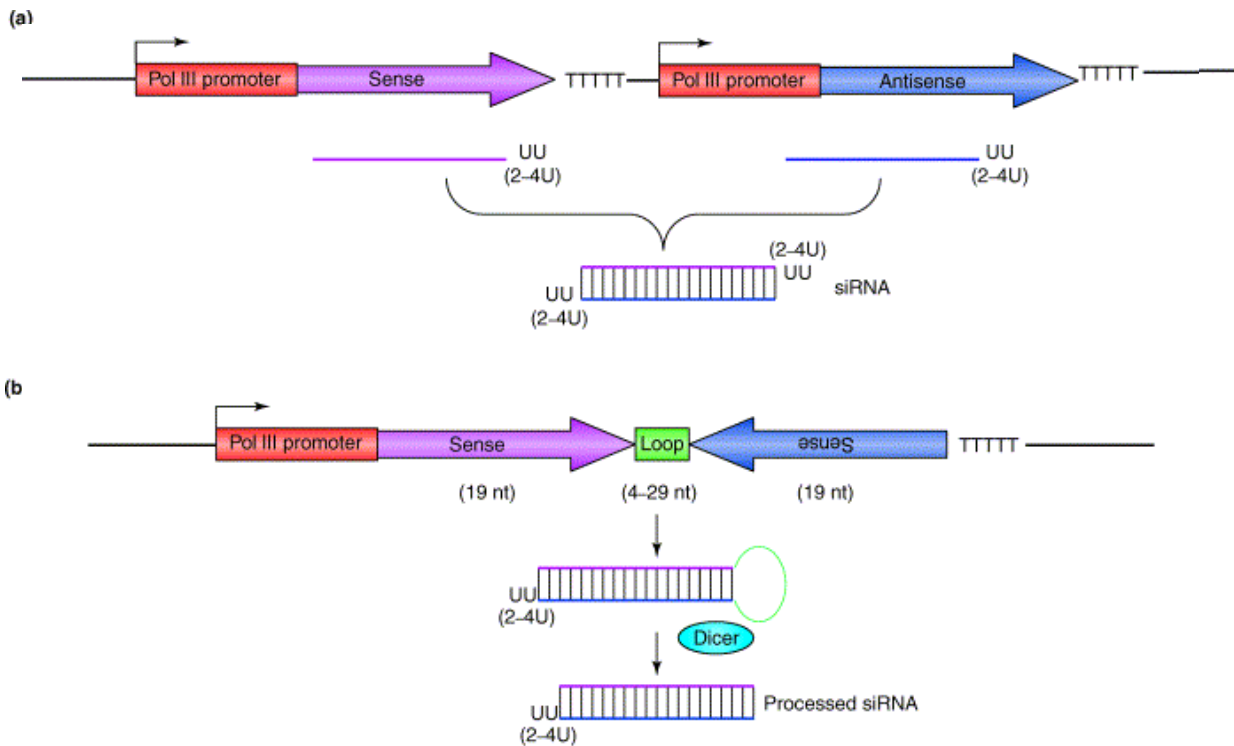 (a)
Pol III promoter Sense TTTTT Pol III promoter Antisense TTTTT
UU UU
(2–4U) (2–4U)
(2–4U)
UU
UU siRNA
(2–4U)
(b
Pol III promoter Sense Loop Sense TTTTT
(19 nt) (4–29 nt) (19 nt)
UU
(2–4U)
Dicer
Processed siRNA
UU
(2–4U)